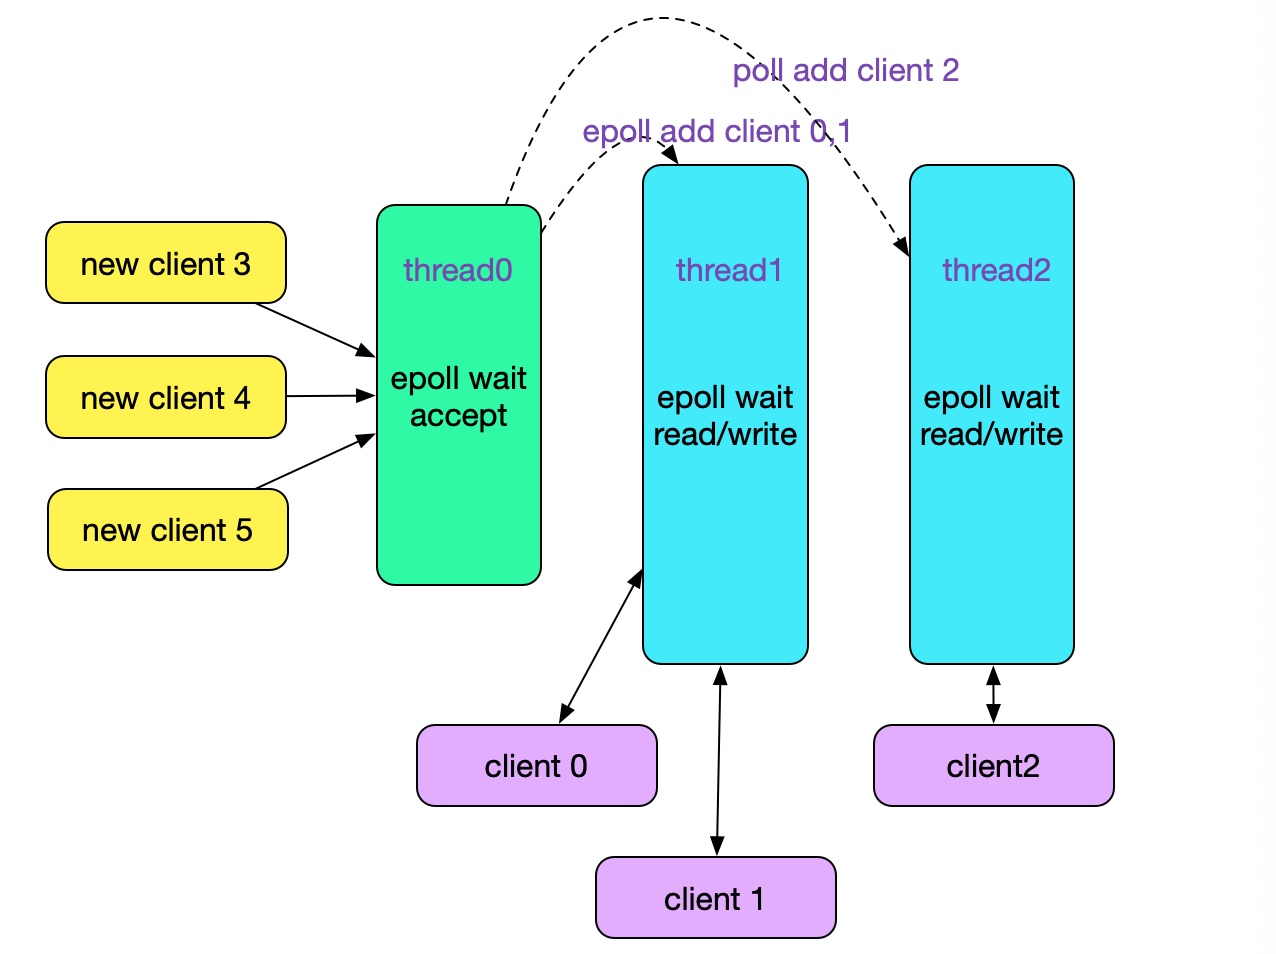 poll add client 2
epoll add client 0,1
new client 3
new client 4
new client 5
thread0
epoll wait
accept
thread1
epoll wait
read/write
thread2
epoll wait
read/write
client 0
client 1
client2